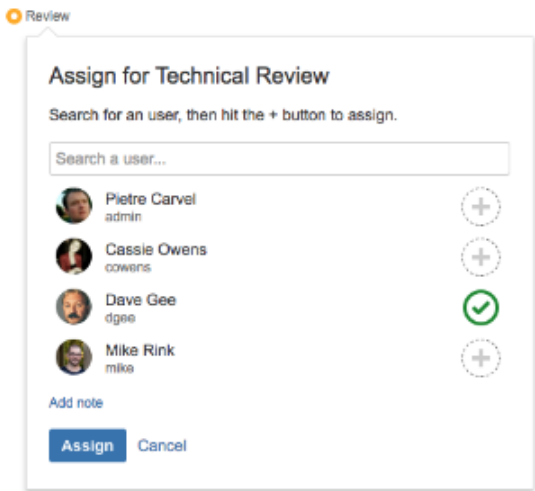 Review
Assign for Technical Review
Search for an user, then hit the + button to assign.
Search a user...
Pietre Carvel
admin
Cassie Owens
cowens
Dave Gee
dgee
Mike Rink
mike
Add note
Assign Cancel